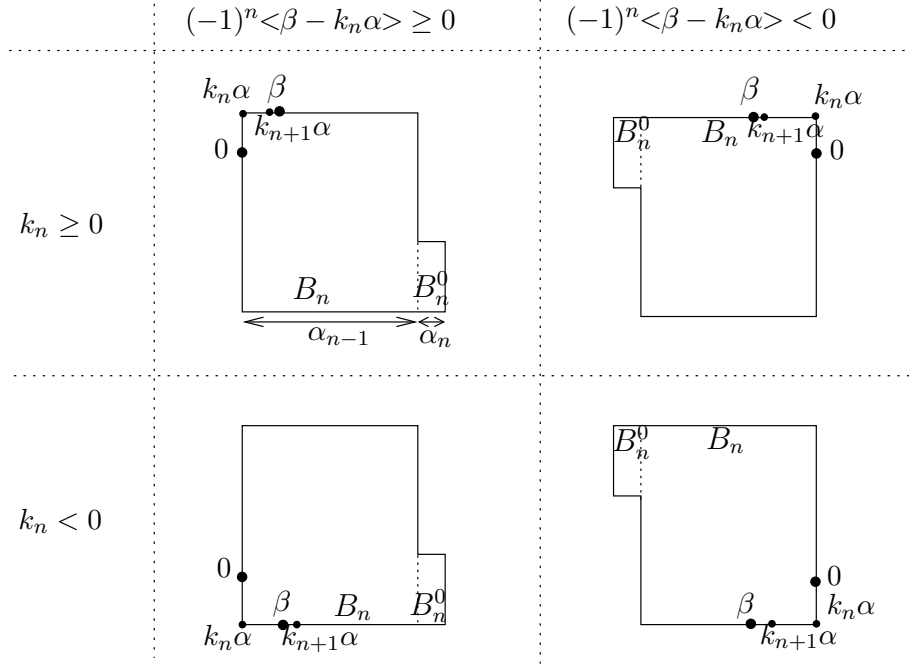 (-1)^n<β - k_nα> ≥ 0
(-1)^n<β - k_nα> < 0
k_n ≥ 0
k_nα
β
k_{n+1}α
0
B_n
B_n^0
α_{n-1}
α_n
β
k_nα
B_n^0
B_n
k_{n+1}α
0
k_n < 0
0
β
B_n
B_n^0
k_nα
k_{n+1}α
B_n^0
B_n
0
β
k_nα
k_{n+1}α